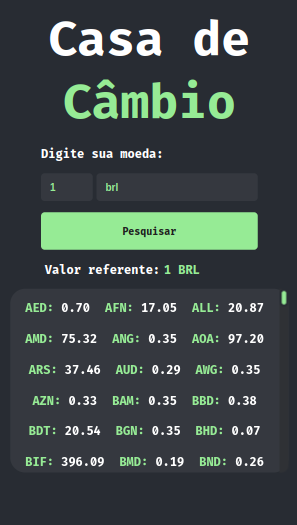 Casa de
Câmbio
Digite sua moeda:
1 brl
Pesquisar
Valor referente: 1 BRL
AED: 0.70 AFN: 17.05 ALL: 20.87
AMD: 75.32 ANG: 0.35 AOA: 97.20
ARS: 37.46 AUD: 0.29 AWG: 0.35
AZN: 0.33 BAM: 0.35 BBD: 0.38
BDT: 20.54 BGN: 0.35 BHD: 0.07
BIF: 396.09 BMD: 0.19 BND: 0.26